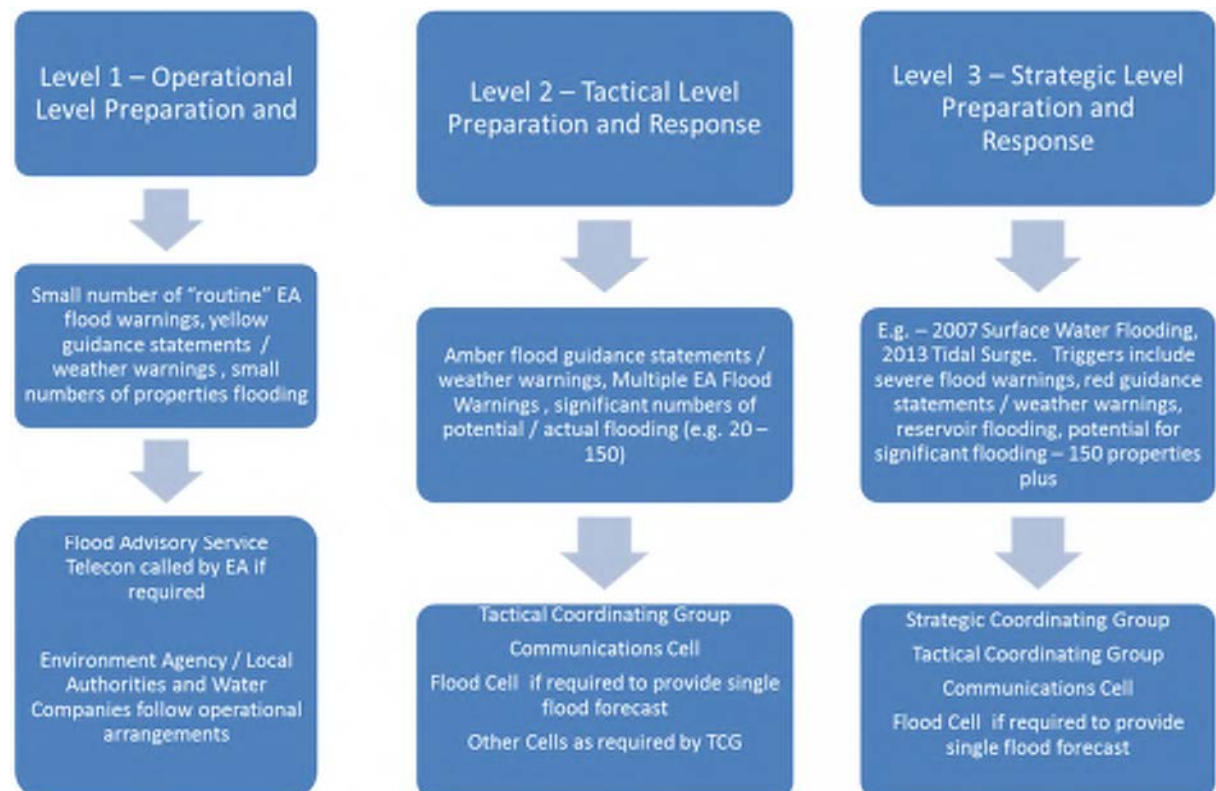 Level 1 – Operational
Level Preparation and
Small number of “routine” EA
flood warnings, yellow
guidance statements /
weather warnings , small
numbers of properties flooding
Flood Advisory Service
Telecon called by EA if
required
Environment Agency / Local
Authorities and Water
Companies follow operational
arrangements
Level 2 – Tactical Level
Preparation and Response
Amber flood guidance statements /
weather warnings, Multiple EA Flood
Warnings , significant numbers of
potential / actual flooding (e.g. 20 –
150)
Tactical Coordinating Group
Communications Cell
Flood Cell if required to provide single
flood forecast
Other Cells as required by TCG
Level 3 – Strategic Level
Preparation and
Response
E.g. – 2007 Surface Water Flooding,
2013 Tidal Surge. Triggers include
severe flood warnings, red guidance
statements / weather warnings,
reservoir flooding, potential for
significant flooding – 150 properties
plus
Strategic Coordinating Group
Tactical Coordinating Group
Communications Cell
Flood Cell if required to provide
single flood forecast